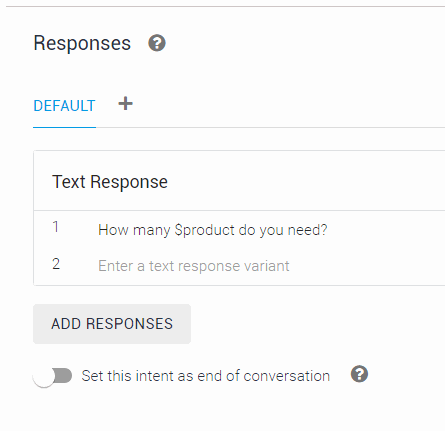 Responses
DEFAULT +
Text Response
1 How many $product do you need?
2 Enter a text response variant
ADD RESPONSES
Set this intent as end of conversation